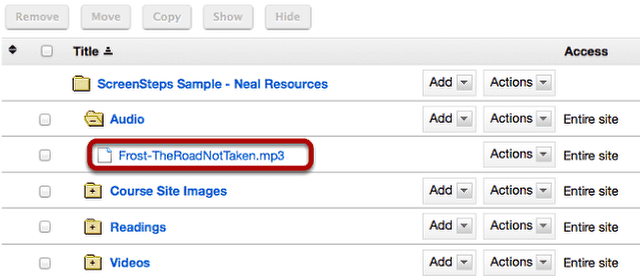 Remove Move Copy Show Hide
Title Access
ScreenSteps Sample - Neal Resources Add Actions
Audio Add Actions Entire site
Frost-TheRoadNotTaken.mp3 Actions Entire site
Course Site Images Add Actions Entire site
Readings Add Actions Entire site
Videos Add Actions Entire site